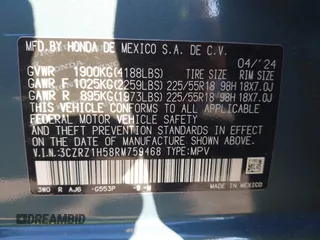 MFD. BY HONDA DE MEXICO S.A. DE C.V.
04/'24
GVWR 1900KG(4188LBS) TIRE SIZE RIM SIZE
GAWR F 1025KG(2259LBS) 225/55R18 98H 18X7.0J
GAWR R 895KG(1973LBS) 225/55R18 98H 18X7.0J
THIS VEHICLE CONFORMS TO ALL APPLICABLE
FEDERAL MOTOR VEHICLE SAFETY AND
THEFT PREVENTION STANDARDS IN EFFECT ON
THE DATE OF MANUFACTURE SHOWN ABOVE.
V.I.N:3CZRZ1H58RM759468 TYPE:MPV
3W0 R AJ6 -G553P
MADE IN MEXICO
DREAMBID